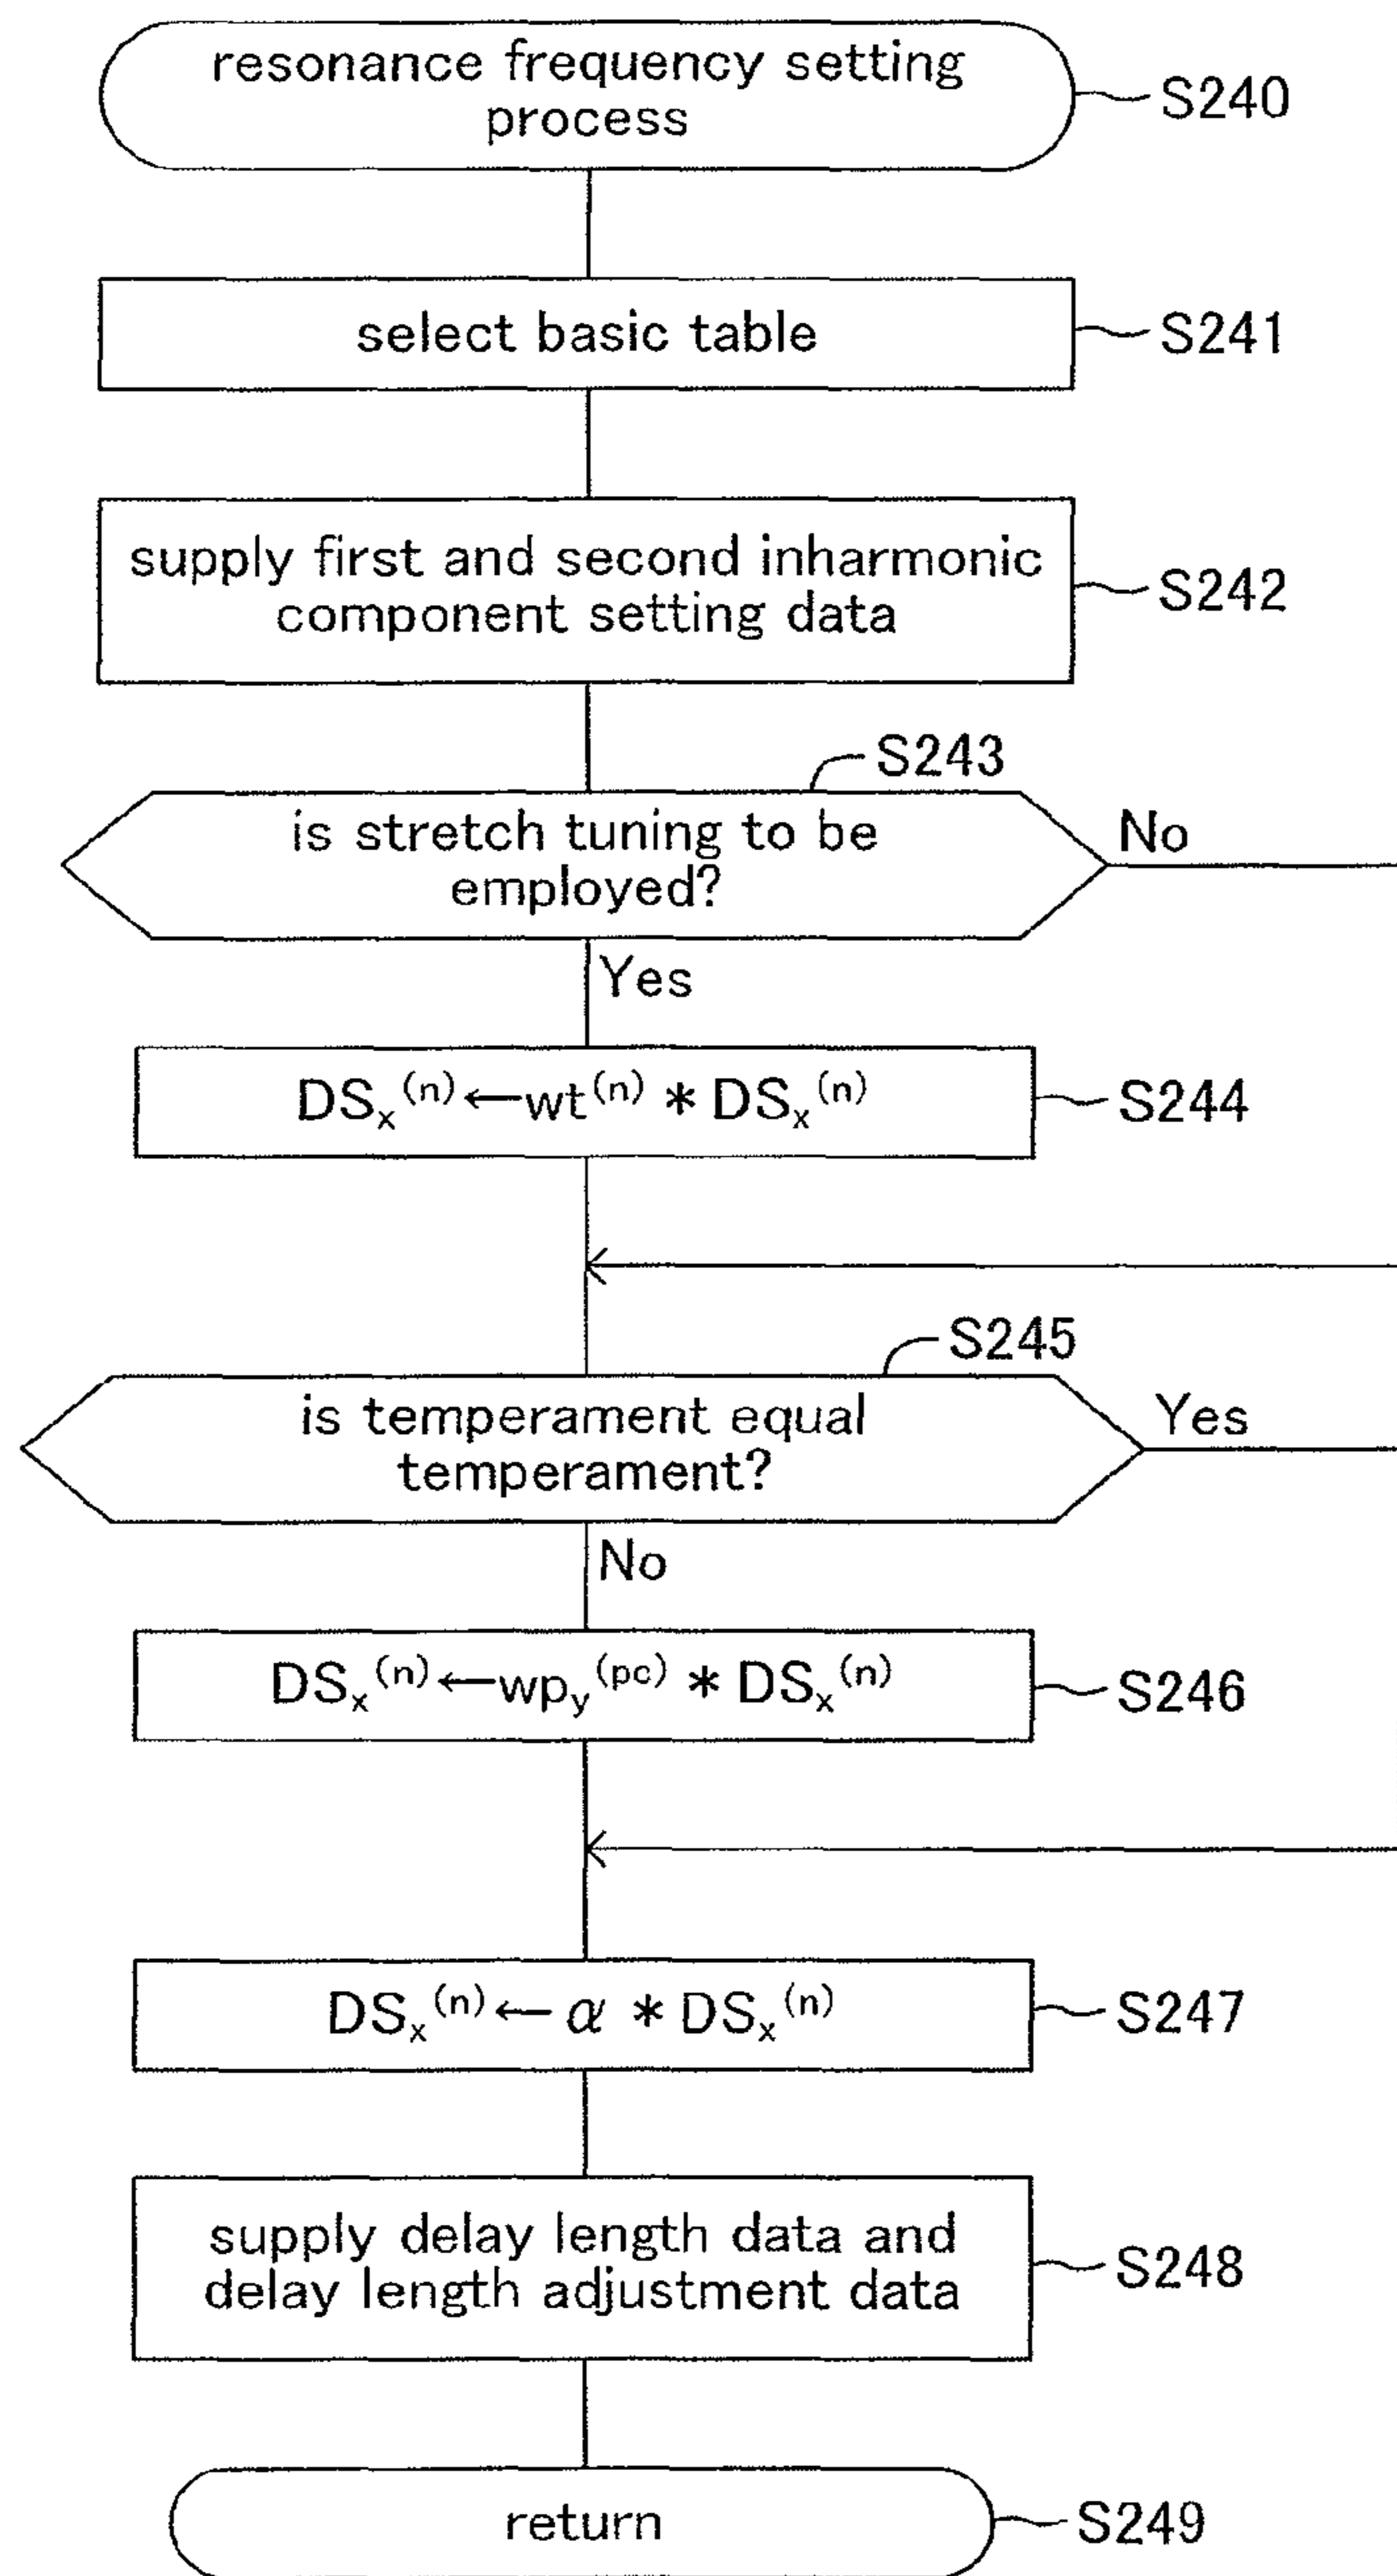 resonance frequency setting
process
S240
select basic table
S241
supply first and second inharmonic
component setting data
S242
S243
is stretch tuning to be
employed?
No
Yes
DSₓ⁽ⁿ⁾←wt⁽ⁿ⁾ * DSₓ⁽ⁿ⁾
S244
S245
is temperament equal
temperament?
Yes
No
DSₓ⁽ⁿ⁾←wp_y⁽ᵖᶜ⁾ * DSₓ⁽ⁿ⁾
S246
DSₓ⁽ⁿ⁾← α * DSₓ⁽ⁿ⁾
S247
supply delay length data and
delay length adjustment data
S248
return
S249